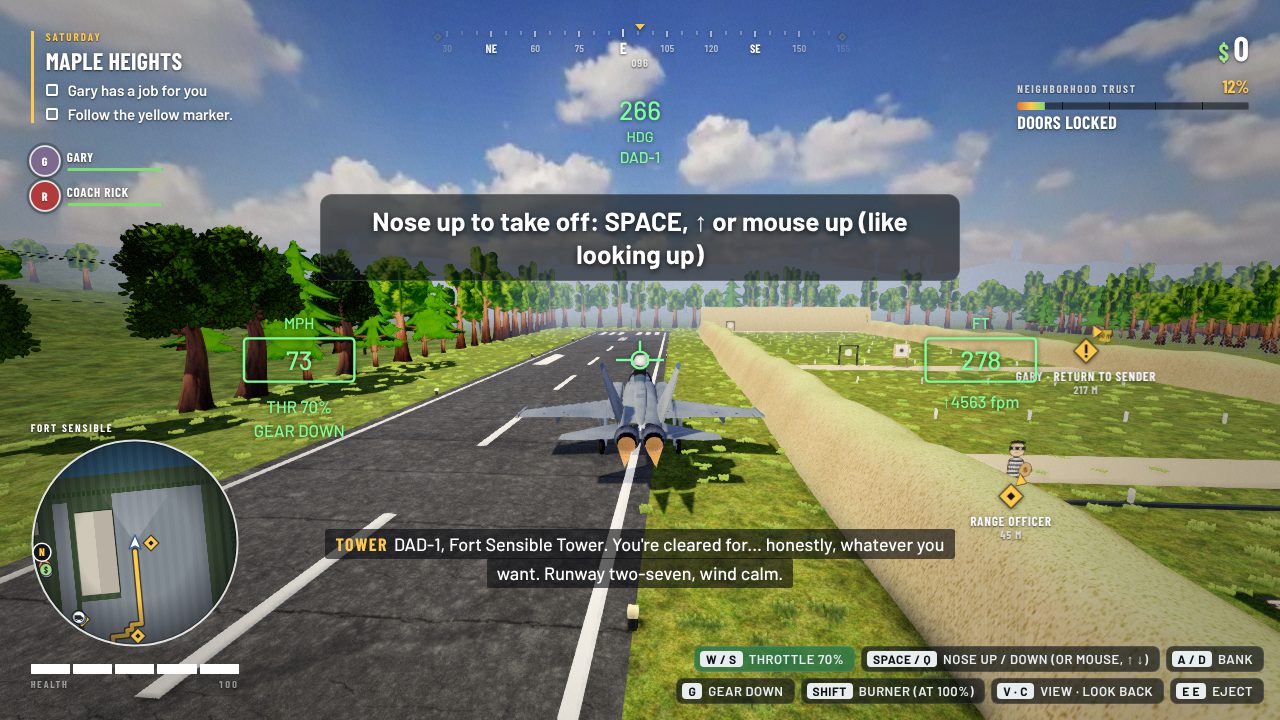 SATURDAY
MAPLE HEIGHTS
Gary has a job for you
Follow the yellow marker.
G GARY
R COACH RICK
30 NE 60 75 E 105 120 SE 150 165
096
$0
NEIGHBORHOOD TRUST 12%
DOORS LOCKED
266
HDG
DAD-1
Nose up to take off: SPACE, ↑ or mouse up (like
looking up)
MPH
73
THR 70%
GEAR DOWN
FT
278
↑4563 fpm
GARY · RETURN TO SENDER
217 M
RANGE OFFICER
45 M
FORT SENSIBLE
N
$
HEALTH 100
TOWER DAD-1, Fort Sensible Tower. You're cleared for... honestly, whatever you
want. Runway two-seven, wind calm.
W / S THROTTLE 70% SPACE / Q NOSE UP / DOWN (OR MOUSE, ↑ ↓) A / D BANK
G GEAR DOWN SHIFT BURNER (AT 100%) V · C VIEW · LOOK BACK E E EJECT